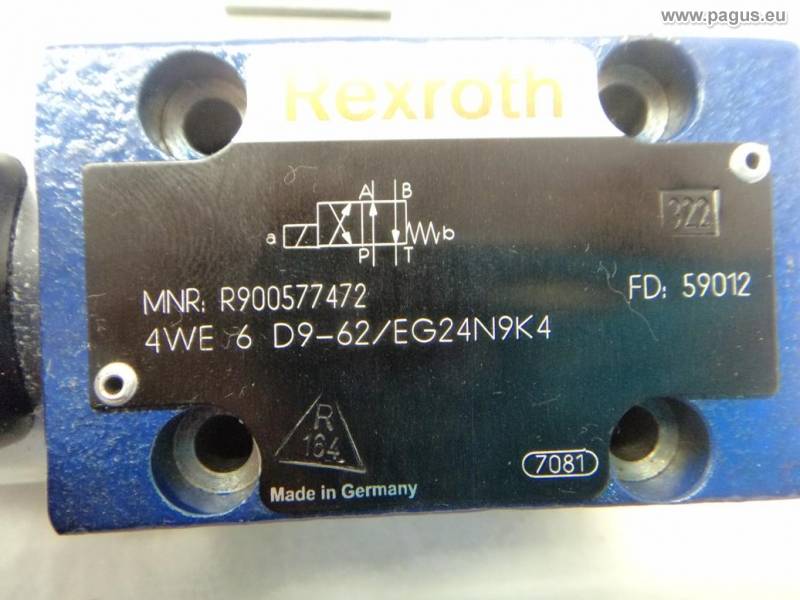 www.pagus.eu
Rexroth
322
A B
a b
P T
MNR: R900577472 FD: 59012
4WE 6 D9-62/EG24N9K4
R
164
7081
Made in Germany